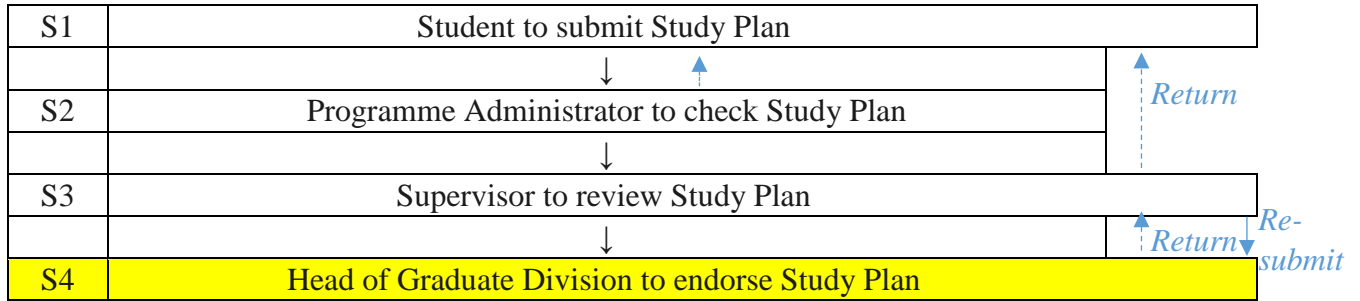 S1 Student to submit Study Plan
↓
S2 Programme Administrator to check Study Plan
Return
↓
S3 Supervisor to review Study Plan
↓
Return
Re-
submit
S4 Head of Graduate Division to endorse Study Plan